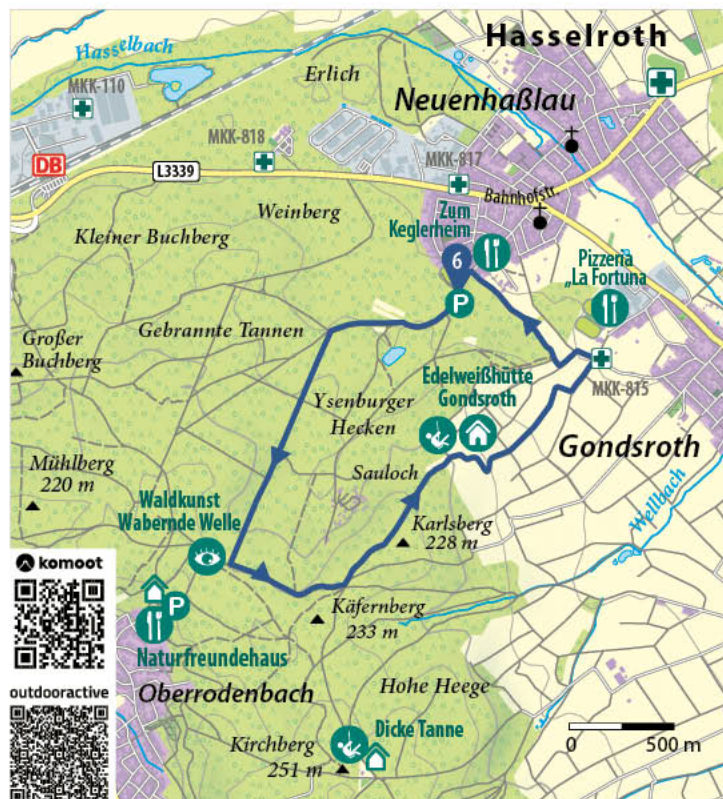 Hasselroth
Hasselbach
MKK-110
Erlich
Neuenhaßlau
MKK-818
DB
L3339
MKK-817
Bahnhofstr.
Weinberg
Zum
Keglerheim
Kleiner Buchberg
6
P
Pizzeria
„La Fortuna
Großer
Buchberg
Gebrannte Tannen
Edelweißhütte
Gondsroth
MKK-815
Ysenburger
Hecken
Gondsroth
Sauloch
Mühlberg
220 m
Waldkunst
Wabernde Welle
Karlsberg
228 m
Wellbach
komoot
P
Käfernberg
233 m
Naturfreundehaus
outdooractive
Oberrodenbach
Hohe Heege
Dicke Tanne
Kirchberg
251 m
0 500 m